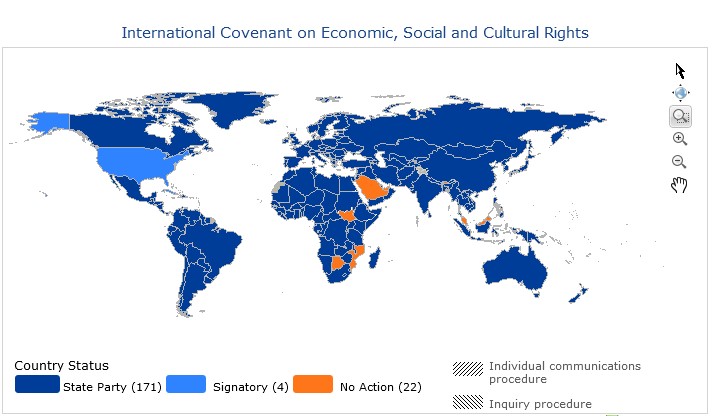 International Covenant on Economic, Social and Cultural Rights
Country Status
State Party (171)
Signatory (4)
No Action (22)
Individual communications
procedure
Inquiry procedure